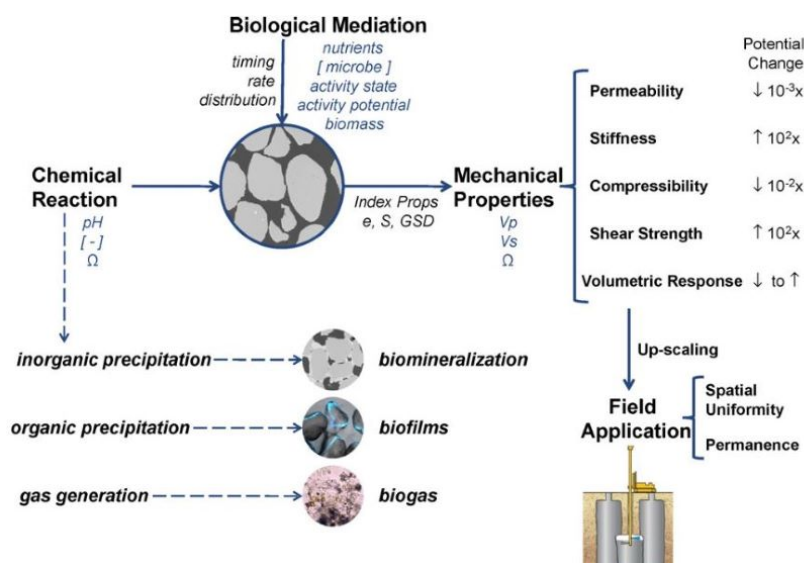 Biological Mediation
timing
rate
distribution
nutrients
[ microbe ]
activity state
activity potential
biomass
Chemical
Reaction
pH
[ - ]
Ω
Index Props
e, S, GSD
Mechanical
Properties
Vp
Vs
Ω
Potential
Change
Permeability ↓ 10⁻³x
Stiffness ↑ 10²x
Compressibility ↓ 10⁻²x
Shear Strength ↑ 10²x
Volumetric Response ↓ to ↑
Up-scaling
Field
Application
Spatial
Uniformity
Permanence
inorganic precipitation
biomineralization
organic precipitation
biofilms
gas generation
biogas